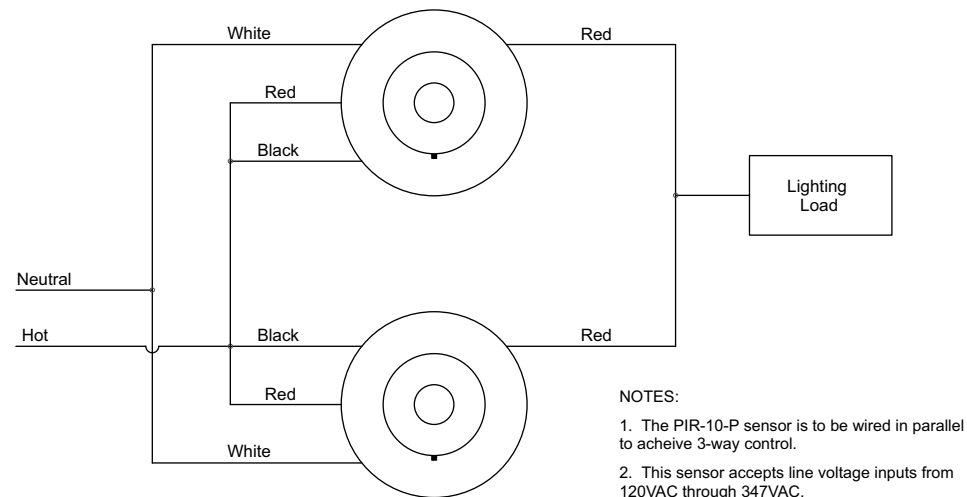 White
Red
Red
Black
Lighting
Load
Neutral
Hot
Black
Red
Red
White
NOTES:
1. The PIR-10-P sensor is to be wired in parallel
to acheive 3-way control.
2. This sensor accepts line voltage inputs from
120VAC through 347VAC.